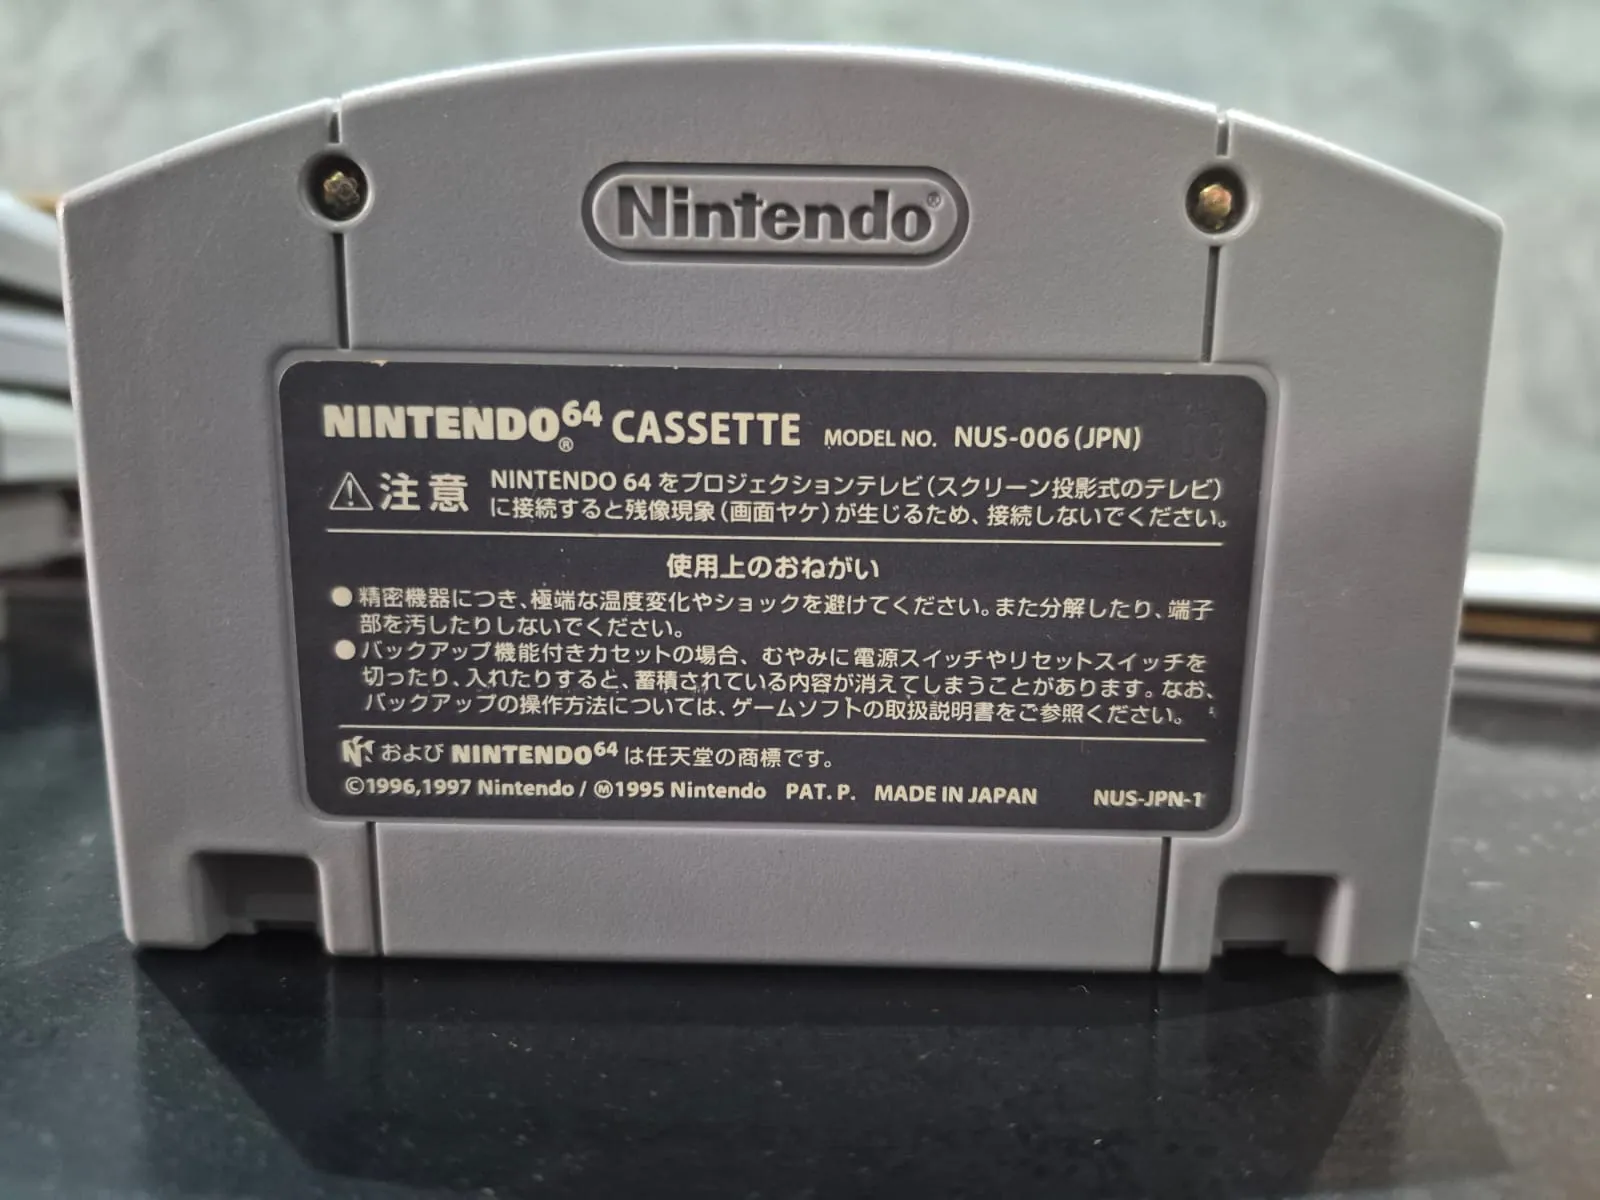 Nintendo®
NINTENDO64® CASSETTE MODEL NO. NUS-006(JPN)
⚠注意 NINTENDO 64 をプロジェクションテレビ(スクリーン投影式のテレビ)
に接続すると残像現象(画面ヤケ)が生じるため、接続しないでください。
使用上のおねがい
●精密機器につき、極端な温度変化やショックを避けてください。また分解したり、端子
部を汚したりしないでください。
●バックアップ機能付きカセットの場合、むやみに電源スイッチやリセットスイッチを
切ったり、入れたりすると、蓄積されている内容が消えてしまうことがあります。なお、
バックアップの操作方法については、ゲームソフトの取扱説明書をご参照ください。
および NINTENDO64 は任天堂の商標です。
©1996,1997 Nintendo / Ⓜ1995 Nintendo PAT. P. MADE IN JAPAN NUS-JPN-1